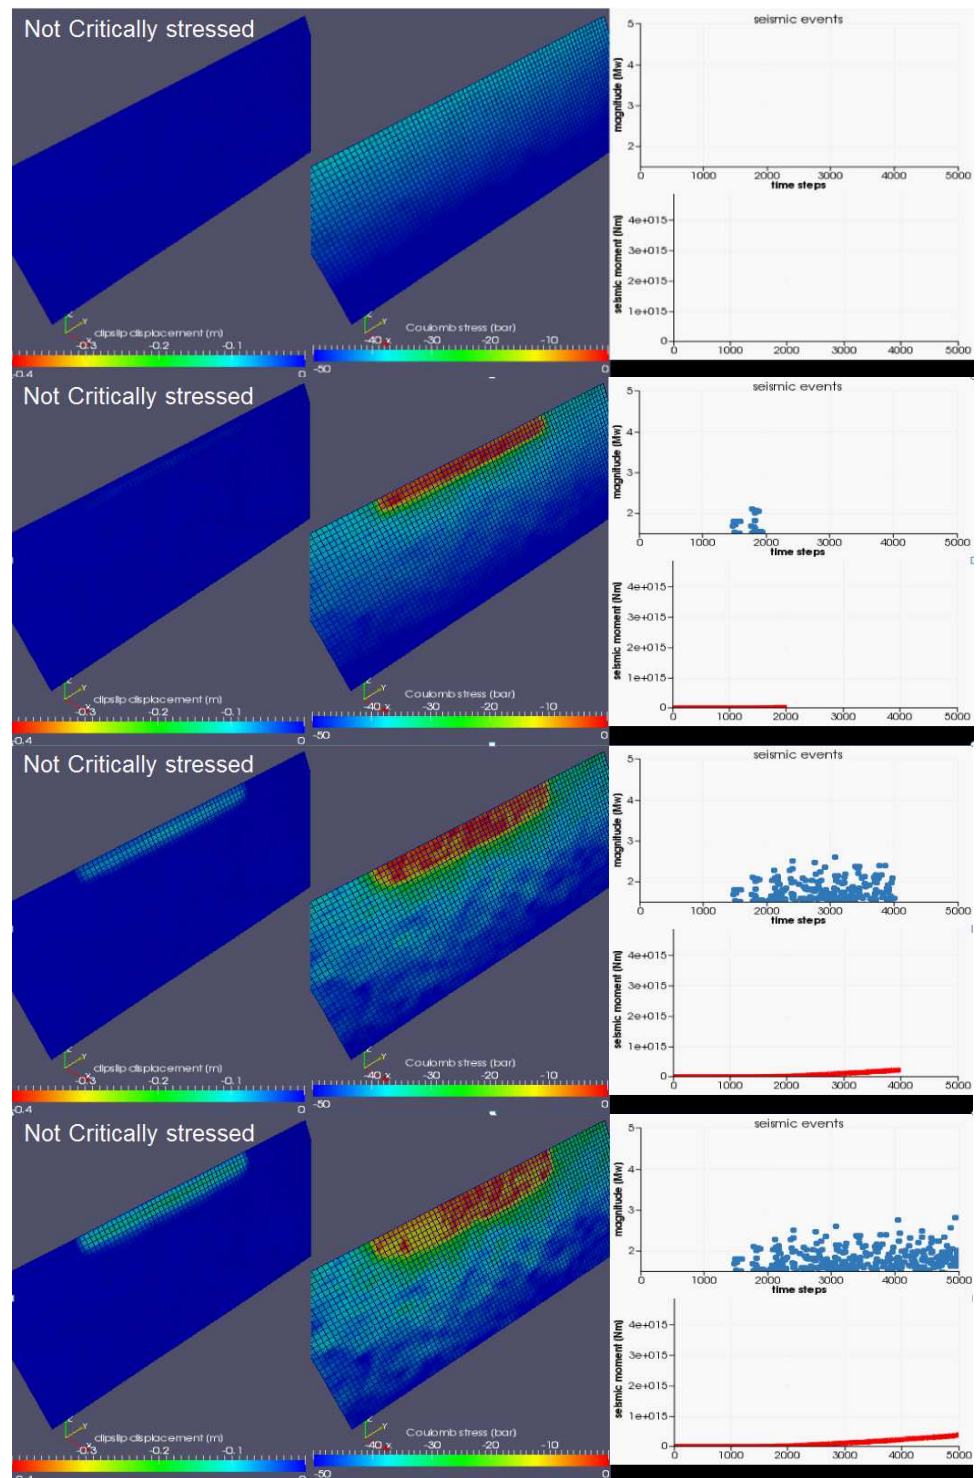 Not Critically stressed
dipslip displacement (m)
-0.3 -0.2 -0.1
-0.4 0
Coulomb stress (bar)
-40 -30 -20 -10
-50 0
seismic events
magnitude (Mw)
5
4
3
2
0 1000 2000 3000 4000 5000
time steps
seismic moment (Nm)
4e+015
3e+015
2e+015
1e+015
0
0 1000 2000 3000 4000 5000
Not Critically stressed
dipslip displacement (m)
-0.3 -0.2 -0.1
0.4 0
Coulomb stress (bar)
-40 -30 -20 -10
-50 0
seismic events
magnitude (Mw)
5
4
3
2
0 1000 2000 3000 4000 5000
time steps
seismic moment (Nm)
4e+015
3e+015
2e+015
1e+015
0
0 1000 2000 3000 4000 5000
Not Critically stressed
dipslip displacement (m)
-0.3 -0.2 -0.1
0.4 0
Coulomb stress (bar)
-40 -30 -20 -10
-50 0
seismic events
magnitude (Mw)
5
4
3
2
0 1000 2000 3000 4000 5000
time steps
seismic moment (Nm)
4e+015
3e+015
2e+015
1e+015
0
0 1000 2000 3000 4000 5000
Not Critically stressed
dipslip displacement (m)
-0.3 -0.2 -0.1
Coulomb stress (bar)
-40 -30 -20 -10
-50 0
seismic events
magnitude (Mw)
5
4
3
2
0 1000 2000 3000 4000 5000
time steps
seismic moment (Nm)
4e+015
3e+015
2e+015
1e+015
0
0 1000 2000 3000 4000 5000